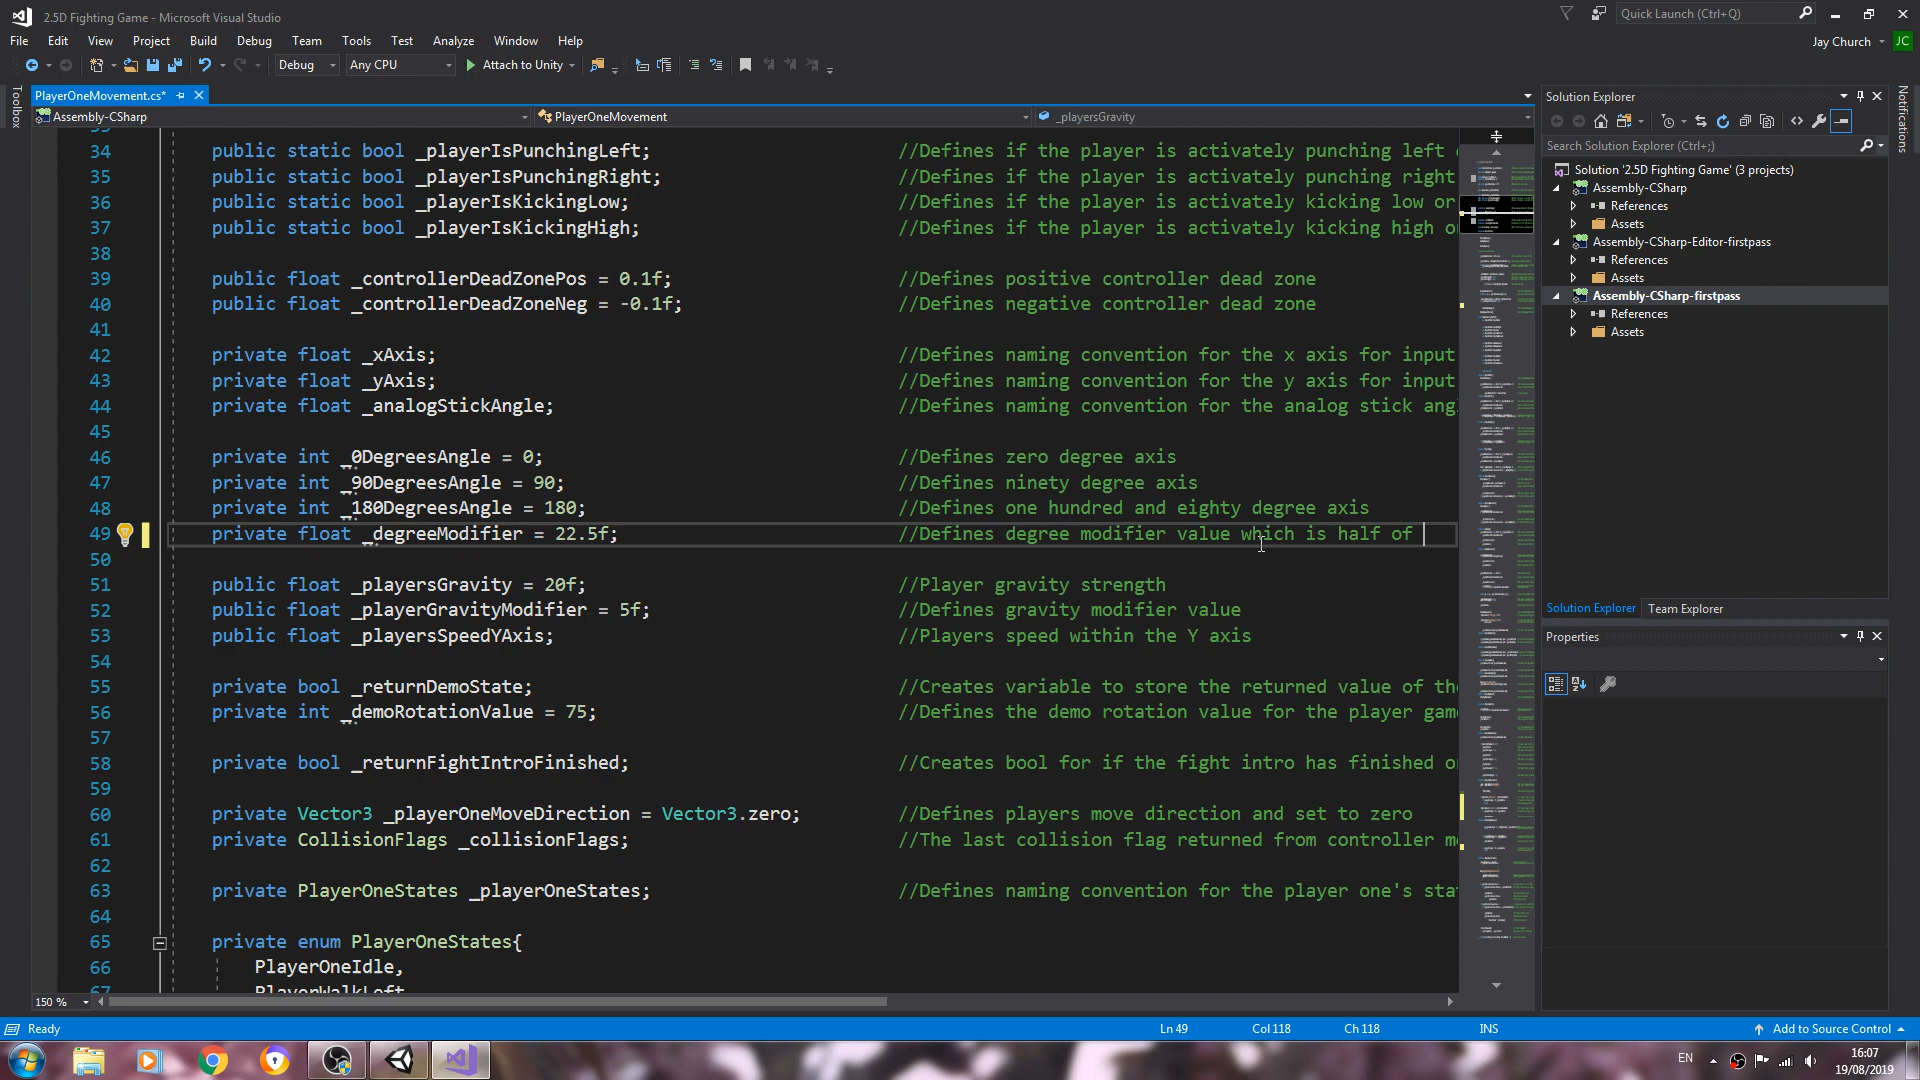 2.5D Fighting Game - Microsoft Visual Studio
Quick Launch (Ctrl+Q)
File Edit View Project Build Debug Team Tools Test Analyze Window Help
Jay Church JC
Debug Any CPU Attach to Unity
Toolbox
PlayerOneMovement.cs*
Assembly-CSharp PlayerOneMovement _playersGravity
34 public static bool _playerIsPunchingLeft; //Defines if the player is activately punching left
35 public static bool _playerIsPunchingRight; //Defines if the player is activately punching right
36 public static bool _playerIsKickingLow; //Defines if the player is activately kicking low or
37 public static bool _playerIsKickingHigh; //Defines if the player is activately kicking high
38
39 public float _controllerDeadZonePos = 0.1f; //Defines positive controller dead zone
40 public float _controllerDeadZoneNeg = -0.1f; //Defines negative controller dead zone
41
42 private float _xAxis; //Defines naming convention for the x axis for input
43 private float _yAxis; //Defines naming convention for the y axis for input
44 private float _analogStickAngle; //Defines naming convention for the analog stick ang
45
46 private int _0DegreesAngle = 0; //Defines zero degree axis
47 private int _90DegreesAngle = 90; //Defines ninety degree axis
48 private int _180DegreesAngle = 180; //Defines one hundred and eighty degree axis
49 private float _degreeModifier = 22.5f; //Defines degree modifier value which is half of
50
51 public float _playersGravity = 20f; //Player gravity strength
52 public float _playerGravityModifier = 5f; //Defines gravity modifier value
53 public float _playersSpeedYAxis; //Players speed within the Y axis
54
55 private bool _returnDemoState; //Creates variable to store the returned value of th
56 private int _demoRotationValue = 75; //Defines the demo rotation value for the player gam
57
58 private bool _returnFightIntroFinished; //Creates bool for if the fight intro has finished
59
60 private Vector3 _playerOneMoveDirection = Vector3.zero; //Defines players move direction and set to zero
61 private CollisionFlags _collisionFlags; //The last collision flag returned from controller m
62
63 private PlayerOneStates _playerOneStates; //Defines naming convention for the player one's sta
64
65 private enum PlayerOneStates{
66 PlayerOneIdle,
67 PlayerWalkLeft
150 %
Solution Explorer
Search Solution Explorer (Ctrl+;)
Solution '2.5D Fighting Game' (3 projects)
Assembly-CSharp
References
Assets
Assembly-CSharp-Editor-firstpass
References
Assets
Assembly-CSharp-firstpass
References
Assets
Solution Explorer Team Explorer
Properties
Notifications
Ready Ln 49 Col 118 Ch 118 INS Add to Source Control
EN 16:07
19/08/2019